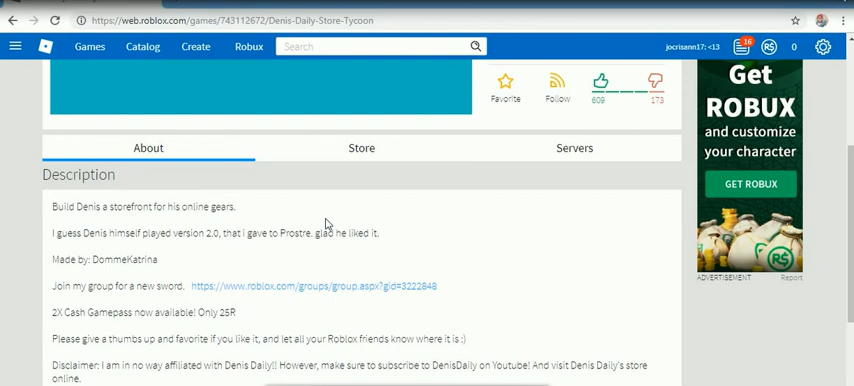 https://web.roblox.com/games/743112672/Denis-Daily-Store-Tycoon
Games Catalog Create Robux Search jocrisann17: <13 16 R$ 0
Get
ROBUX
and customize
your character
GET ROBUX
R$
ADVERTISEMENT Report
Favorite Follow 609 173
About Store Servers
Description
Build Denis a storefront for his online gears.
I guess Denis himself played version 2.0, that i gave to Prostre. glad he liked it.
Made by: DommeKatrina
Join my group for a new sword. https://www.roblox.com/groups/group.aspx?gid=3222848
2X Cash Gamepass now available! Only 25R
Please give a thumbs up and favorite if you like it, and let all your Roblox friends know where it is :)
Disclaimer: I am in no way affiliated with Denis Daily!! However, make sure to subscribe to DenisDaily on Youtube! And visit Denis Daily's store
online.